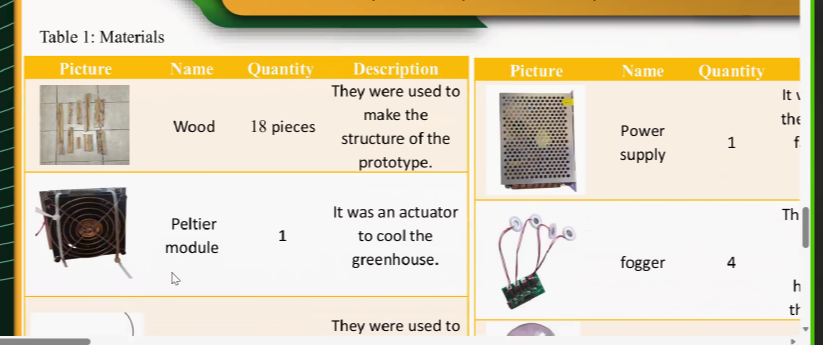 Table 1: Materials
Picture Name Quantity Description
They were used to
make the
Wood 18 pieces
structure of the
prototype.
It was an actuator
Peltier
module 1 to cool the
greenhouse.
They were used to
Picture Name Quantity
Power
supply 1
fogger 4